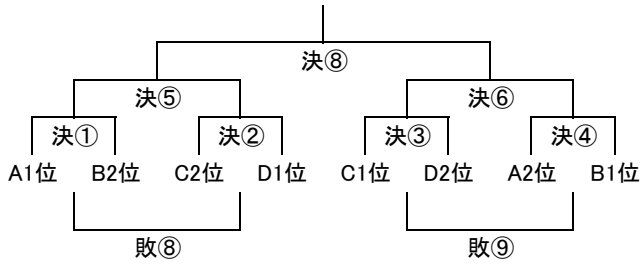 決⑧
決⑤ 決⑥
決① 決② 決③ 決④
A1位 B2位 C2位 D1位 C1位 D2位 A2位 B1位
敗⑧ 敗⑨